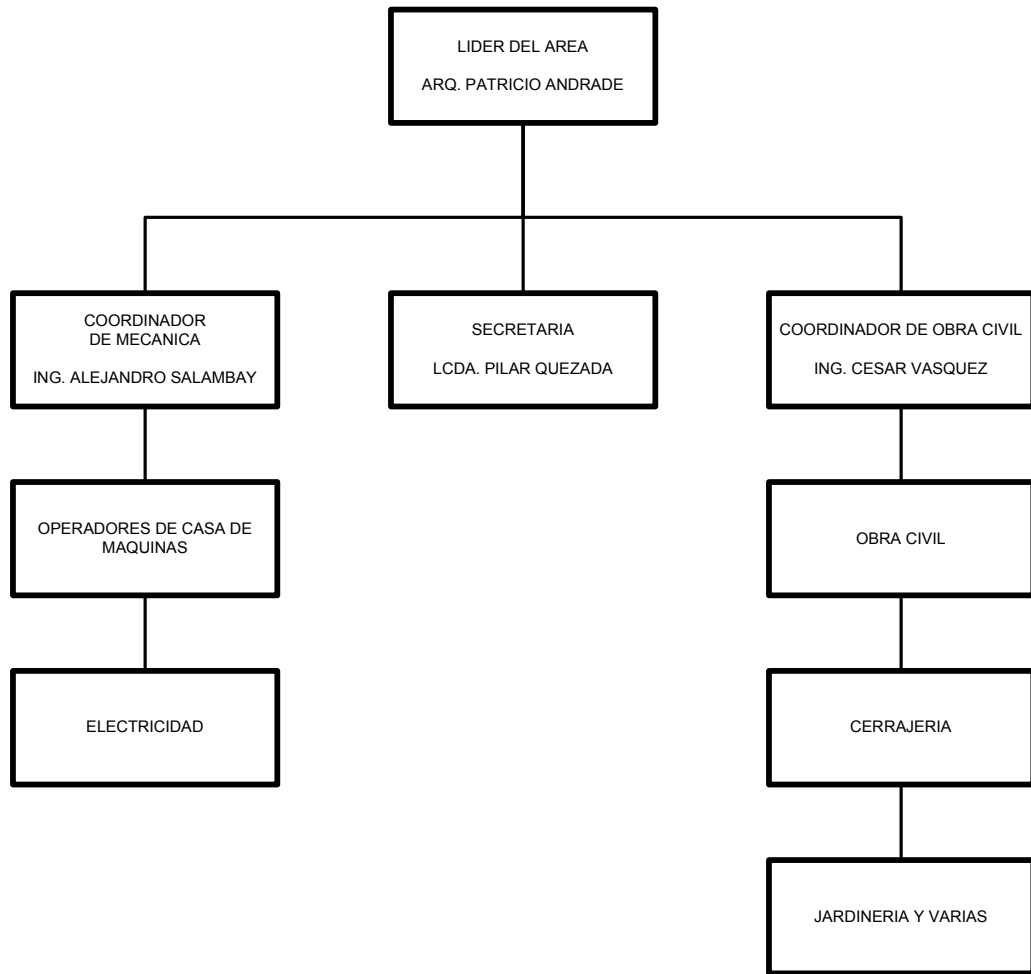 LIDER DEL AREA
ARQ. PATRICIO ANDRADE
COORDINADOR
DE MECANICA
ING. ALEJANDRO SALAMBAY
SECRETARIA
LCDA. PILAR QUEZADA
COORDINADOR DE OBRA CIVIL
ING. CESAR VASQUEZ
OPERADORES DE CASA DE
MAQUINAS
OBRA CIVIL
ELECTRICIDAD
CERRAJERIA
JARDINERIA Y VARIAS